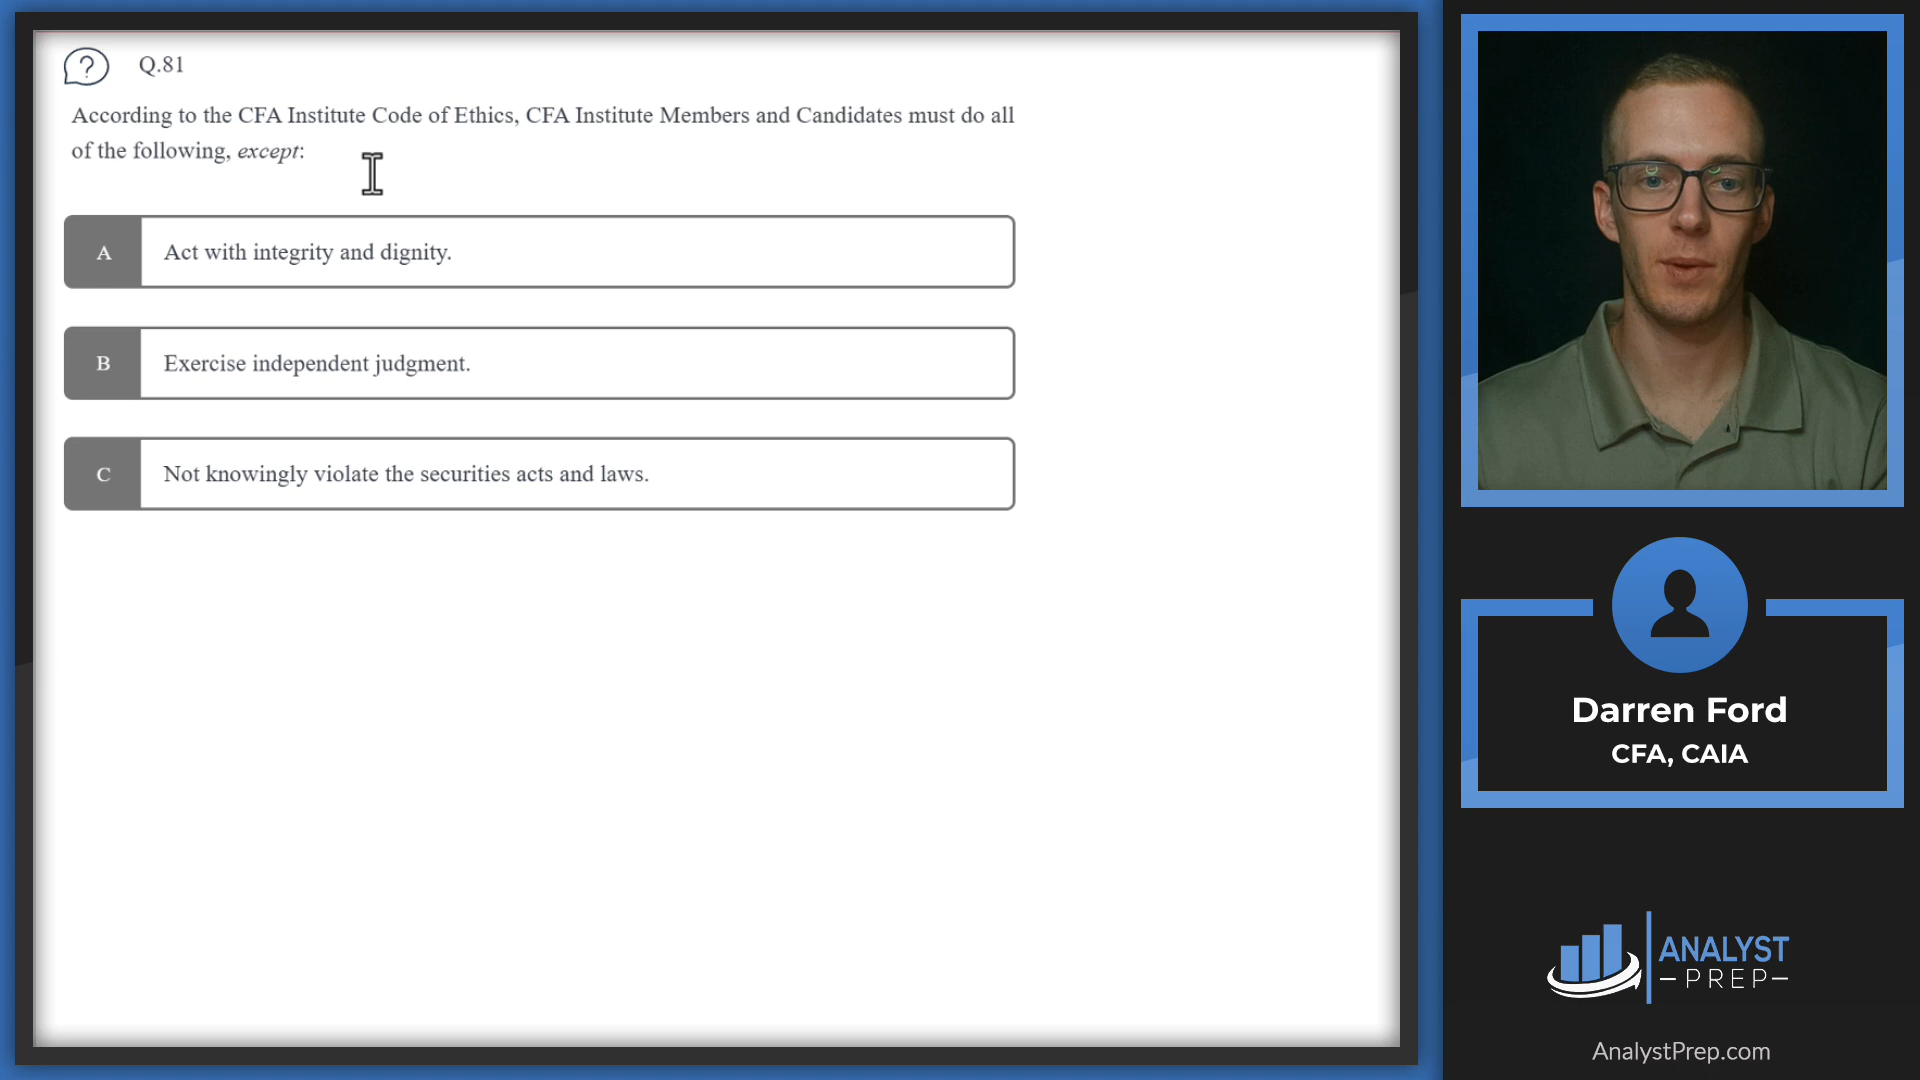 Q.81
According to the CFA Institute Code of Ethics, CFA Institute Members and Candidates must do all
of the following, except:
A Act with integrity and dignity.
B Exercise independent judgment.
C Not knowingly violate the securities acts and laws.
Darren Ford
CFA, CAIA
ANALYST
PREP
AnalystPrep.com